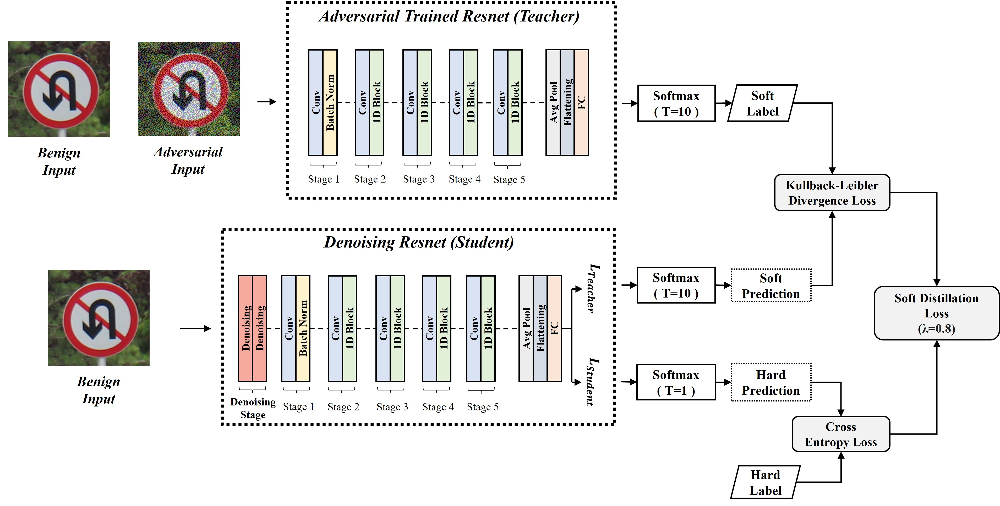 Adversarial Trained Resnet (Teacher)
Benign
Input
Adversarial
Input
Conv
Batch Norm
Conv
1D Block
Conv
1D Block
Conv
1D Block
Conv
1D Block
Avg Pool
Flattening
FC
Stage 1
Stage 2
Stage 3
Stage 4
Stage 5
Softmax
( T=10 )
Soft
Label
Kullback-Leibler
Divergence Loss
Denoising Resnet (Student)
Benign
Input
Denoising
Denoising
Conv
Batch Norm
Conv
1D Block
Conv
1D Block
Conv
1D Block
Conv
1D Block
Avg Pool
Flattening
FC
LTeacher
LStudent
Denoising
Stage
Stage 1
Stage 2
Stage 3
Stage 4
Stage 5
Softmax
( T=10 )
Soft
Prediction
Softmax
( T=1 )
Hard
Prediction
Soft Distillation
Loss
(λ=0.8)
Cross
Entropy Loss
Hard
Label